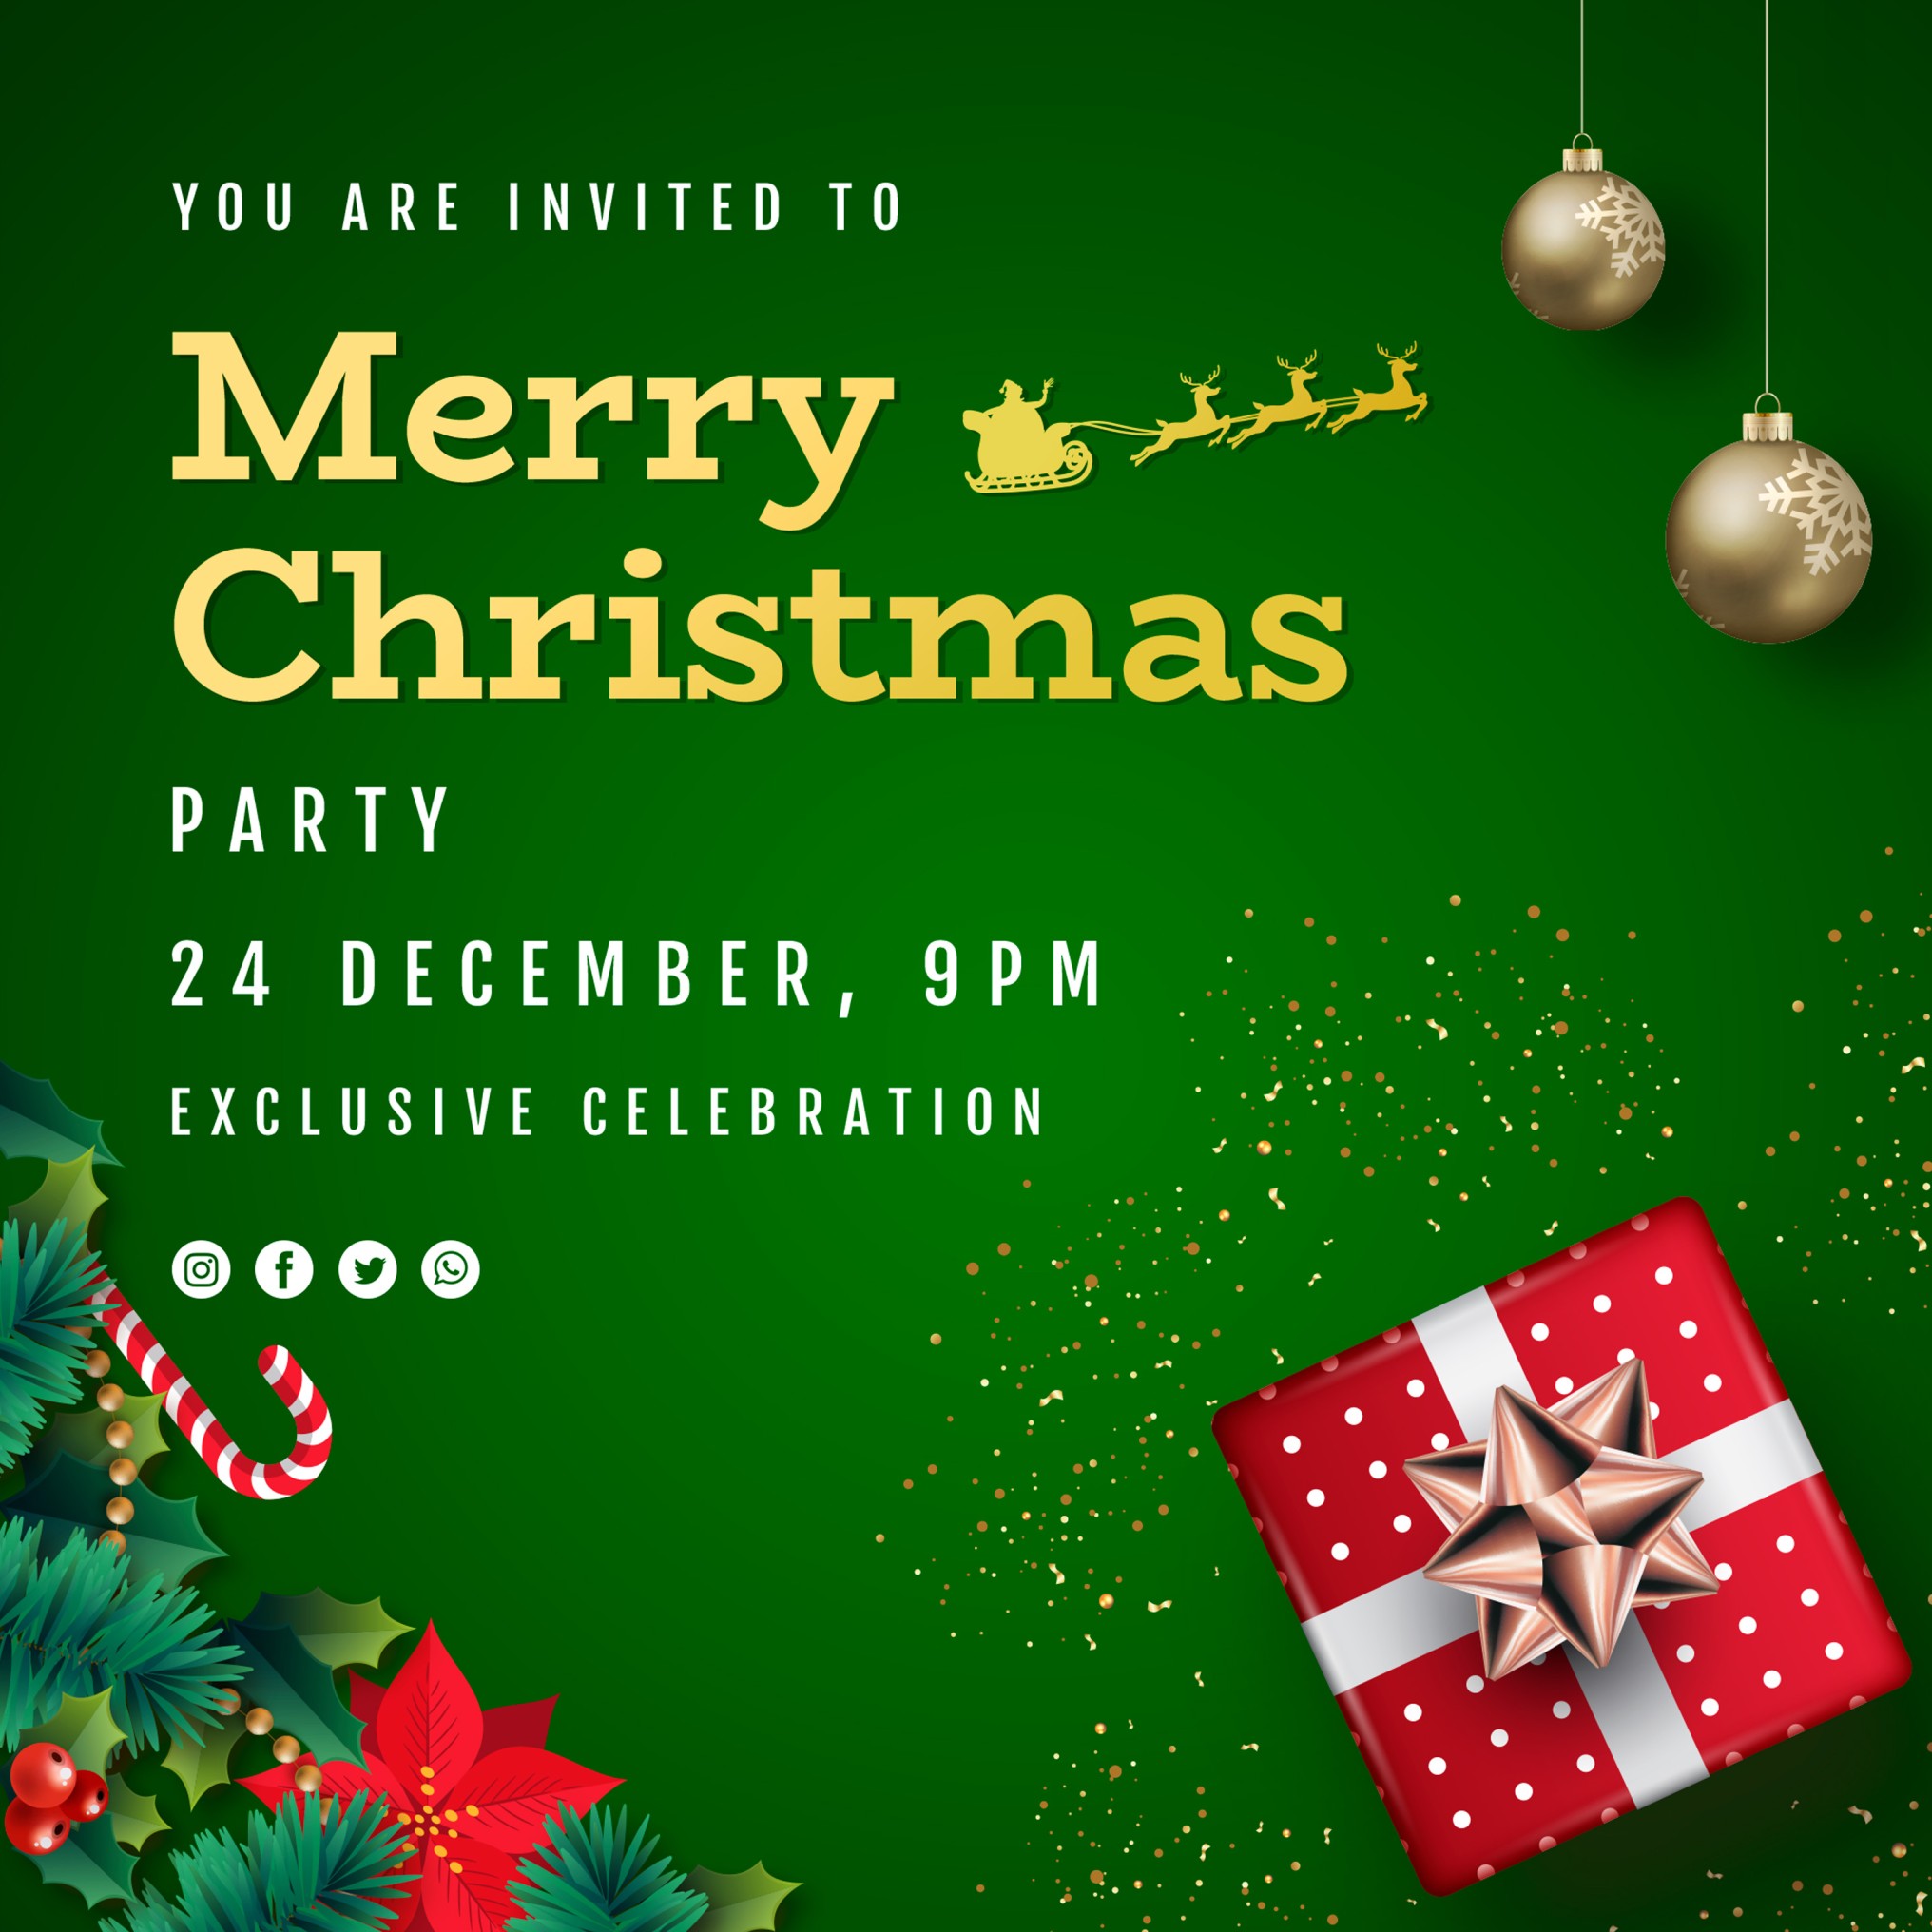 YOU ARE INVITED TO
Merry
Christmas
PARTY
24 DECEMBER, 9PM
EXCLUSIVE CELEBRATION